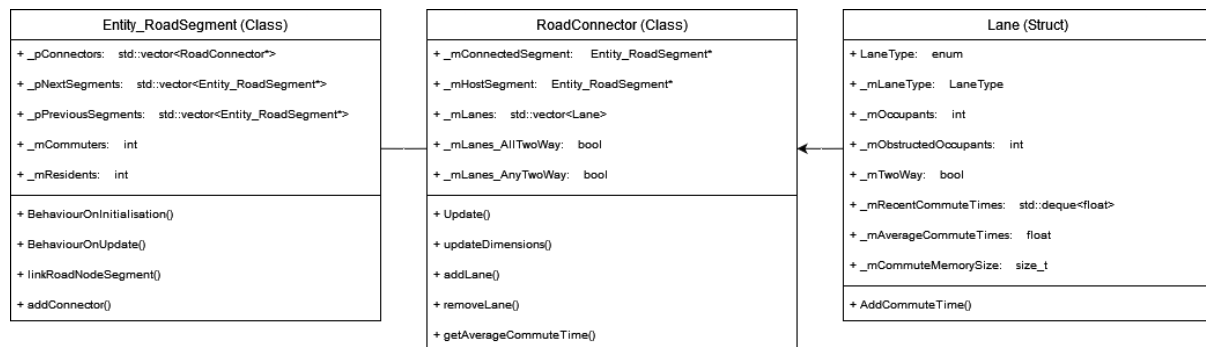 Entity_RoadSegment (Class)
+ _pConnectors: std::vector<RoadConnector*>
+ _pNextSegments: std::vector<Entity_RoadSegment*>
+ _pPreviousSegments: std::vector<Entity_RoadSegment*>
+ _mCommuters: int
+ _mResidents: int
+ BehaviourOnInitialisation()
+ BehaviourOnUpdate()
+ linkRoadNodeSegment()
+ addConnector()
RoadConnector (Class)
+ _mConnectedSegment: Entity_RoadSegment*
+ _mHostSegment: Entity_RoadSegment*
+ _mLanes: std::vector<Lane>
+ _mLanes_AllTwoWay: bool
+ _mLanes_AnyTwoWay: bool
+ Update()
+ updateDimensions()
+ addLane()
+ removeLane()
+ getAverageCommuteTime()
Lane (Struct)
+ LaneType: enum
+ _mLaneType: LaneType
+ _mOccupants: int
+ _mObstructedOccupants: int
+ _mTwoWay: bool
+ _mRecentCommuteTimes: std::deque<float>
+ _mAverageCommuteTimes: float
+ _mCommuteMemorySize: size_t
+ AddCommuteTime()